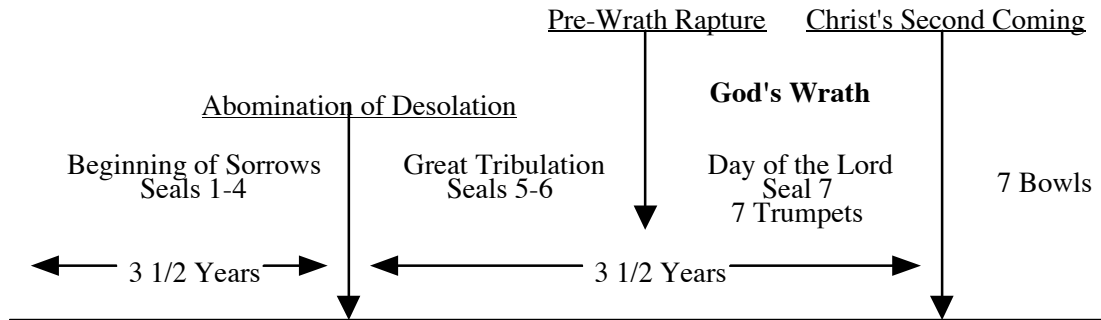 Pre-Wrath Rapture
Christ's Second Coming
God's Wrath
Abomination of Desolation
Beginning of Sorrows
Seals 1-4
Great Tribulation
Seals 5-6
Day of the Lord
Seal 7
7 Trumpets
7 Bowls
3 1/2 Years
3 1/2 Years